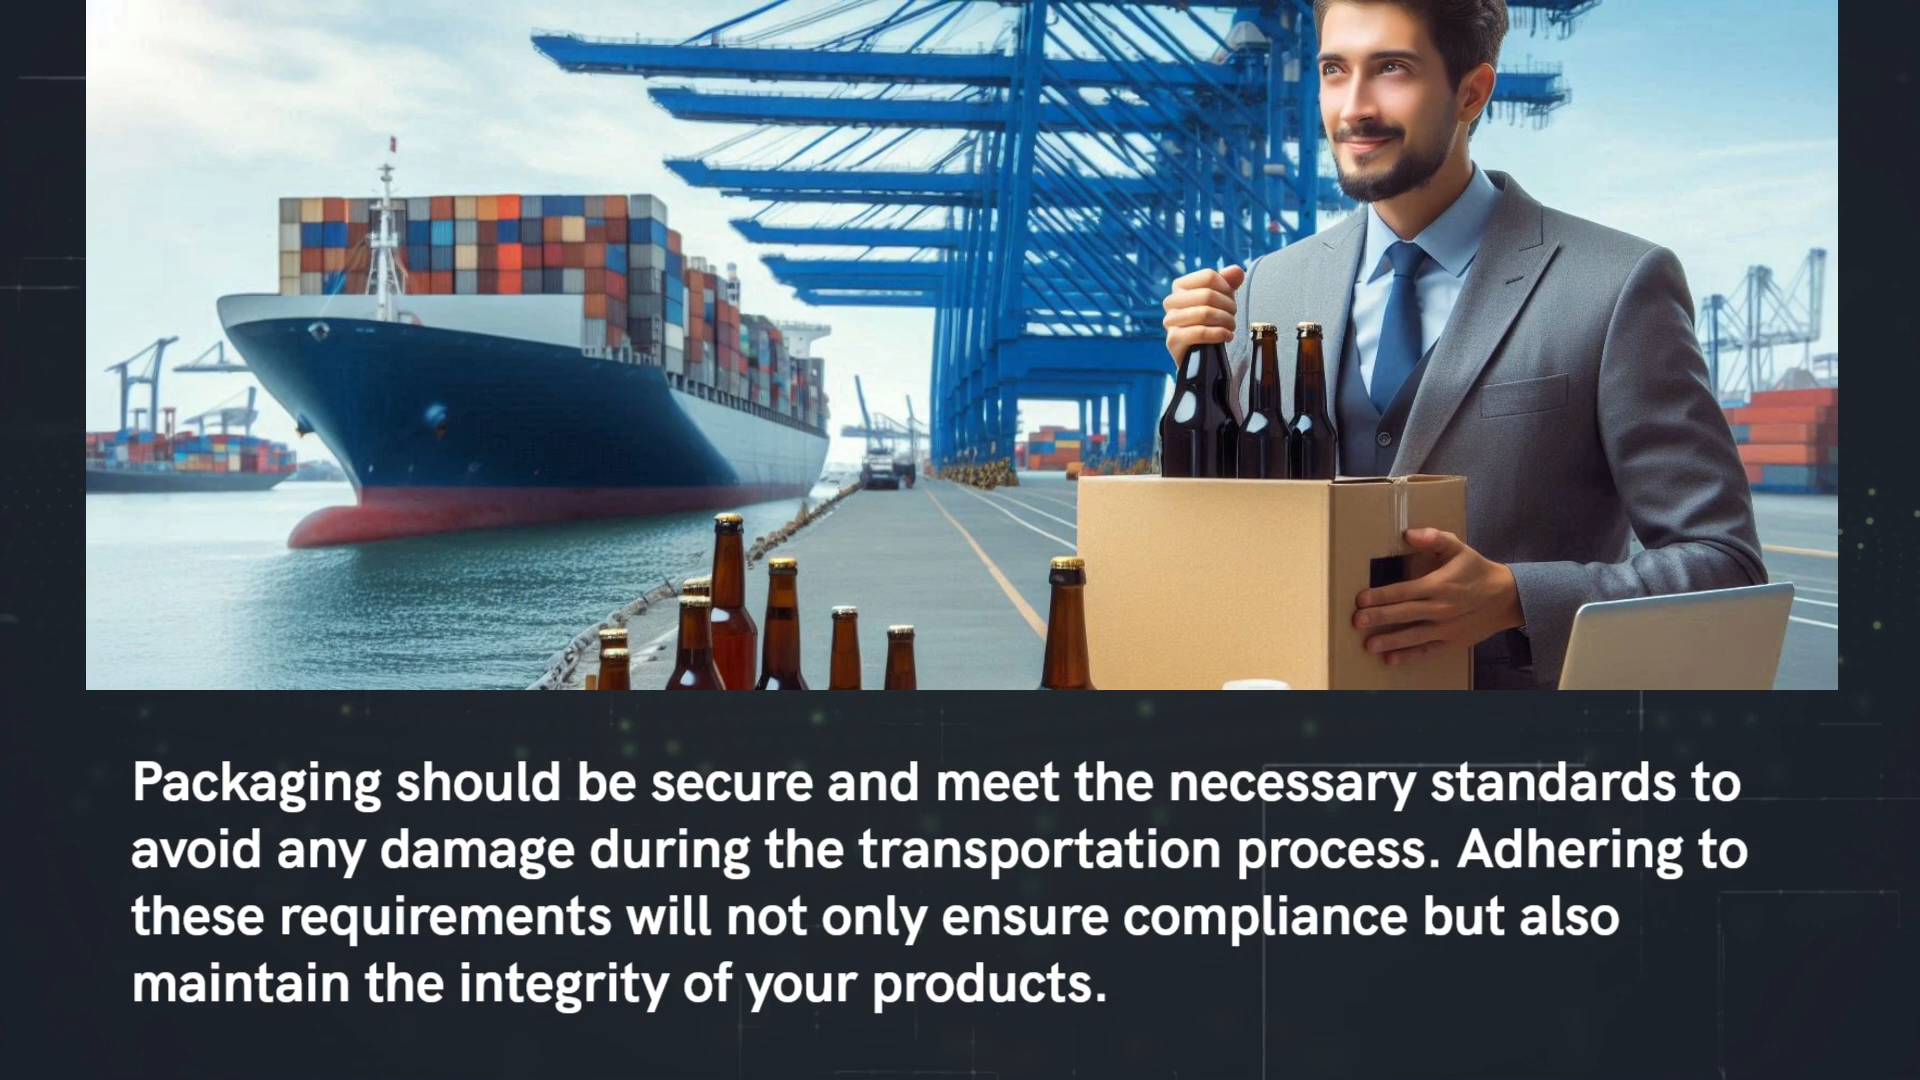 Packaging should be secure and meet the necessary standards to
avoid any damage during the transportation process. Adhering to
these requirements will not only ensure compliance but also
maintain the integrity of your products.